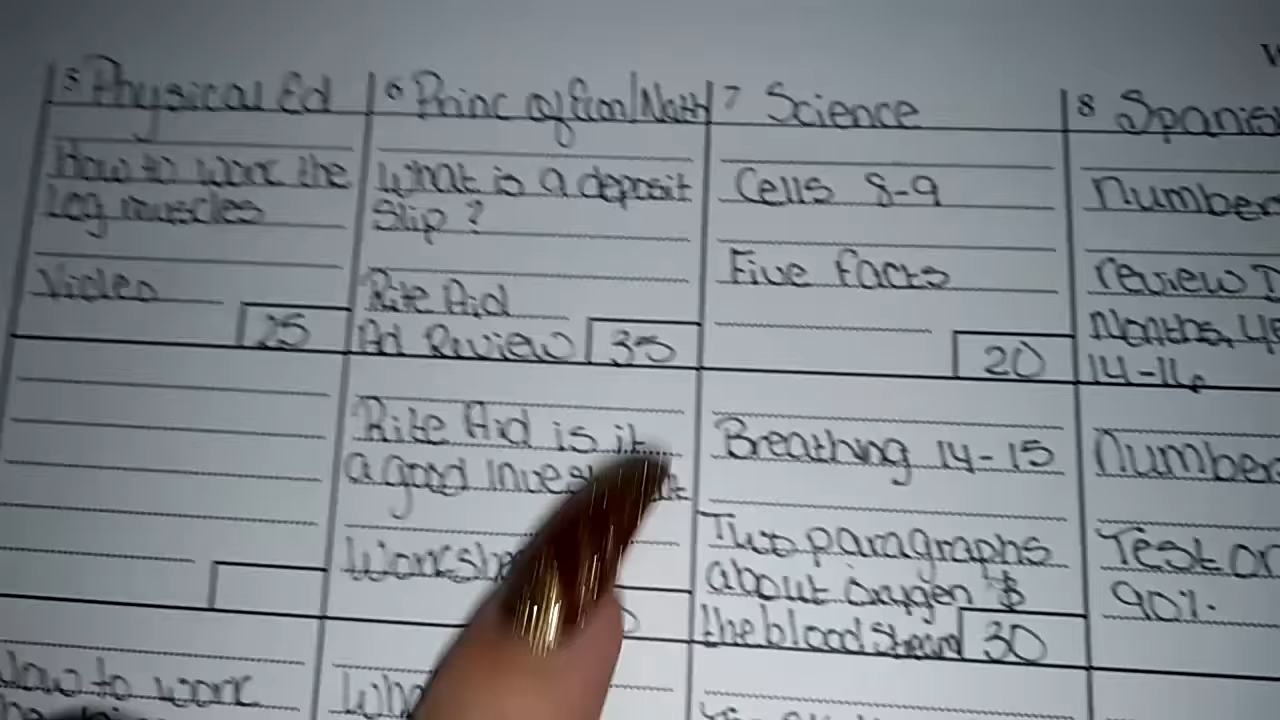 5 Physical Ed
6 Princ of Econ/Math
7 Science
8 Spanis
How to work the
Leg muscles
Video
25
What is a deposit
Slip?
Rite Aid
Ad Review
35
Cells 8-9
Five facts
20
Number
review
Months
14-16
Rite Aid is it
a good
Breathing 14-15
Two paragraphs
about oxygen $
the blood stream
30
Number
Test or
90%.
How to work